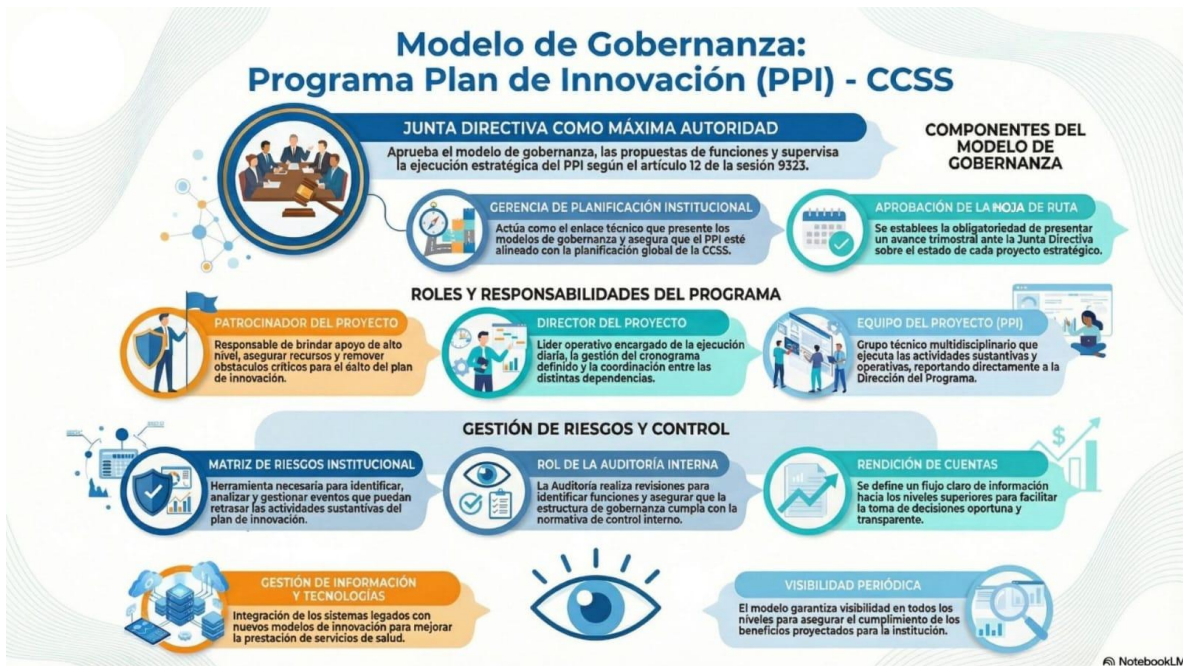 Modelo de Gobernanza:
Programa Plan de Innovación (PPI) - CCSS
JUNTA DIRECTIVA COMO MÁXIMA AUTORIDAD
Aprueba el modelo de gobernanza, las propuestas de funciones y supervisa
la ejecución estratégica del PPI según el artículo 12 de la sesión 9323.
COMPONENTES DEL
MODELO DE
GOBERNANZA
GERENCIA DE PLANIFICACIÓN INSTITUCIONAL
Actúa como el enlace técnico que presente los
modelos de gobernanza y asegura que el PPI esté
alineado con la planificación global de la CCSS.
APROBACIÓN DE LA HOJA DE RUTA
Se establees la obligatoriedad de presentar
un avance trimostral ante la Junta Directiva
sobre el estado de cada proyecto estratégico.
ROLES Y RESPONSABILIDADES DEL PROGRAMA
PATROCINADOR DEL PROYECTO
Responsable de brindar apoyo de alto
nivel, asegurar recursos y remover
obstáculos críticos para el éalto del plan
de innovación.
DIRECTOR DEL PROYECTO
Lider operativo encargado de la ejecución
diaria, la gestión del cronograma
definido y la coordinación entre las
distintas dependencias.
EQUIPO DEL PROYECTO (PPI)
Grupo técnico multidisciplinario que
ejecuta las actividades sustantivas y
operativas, reportando directamente a la
Dirección del Programa.
GESTIÓN DE RIESGOS Y CONTROL
MATRIZ DE RIESGOS INSTITUCIONAL
Herramienta necesaria para identificar,
analizar y gestionar eventos que puedan
retrasar las actividades sustantivas del
plan de innovación.
ROL DE LA AUDITORÍA INTERNA
La Auditoría realiza revisiones para
identificar funciones y asegurar que la
estructura de gobernanza cumpla con la
normativa de control interno.
RENDICIÓN DE CUENTAS
Se define un flujo claro de información
hacia los niveles superiores para facilitar
la toma de decisiones oportuna y
transparente.
GESTIÓN DE INFORMACIÓN
Y TECNOLOGÍAS
Integración de los sistemas legados con
nuevos modelos de innovación para mejorar
la prestación de servicios de salud.
VISIBILIDAD PERIÓDICA
El modelo garantiza visibilidad en todos los
niveles para asegurar el cumplimiento de los
beneficios proyectados para la institución.
NotebookLM